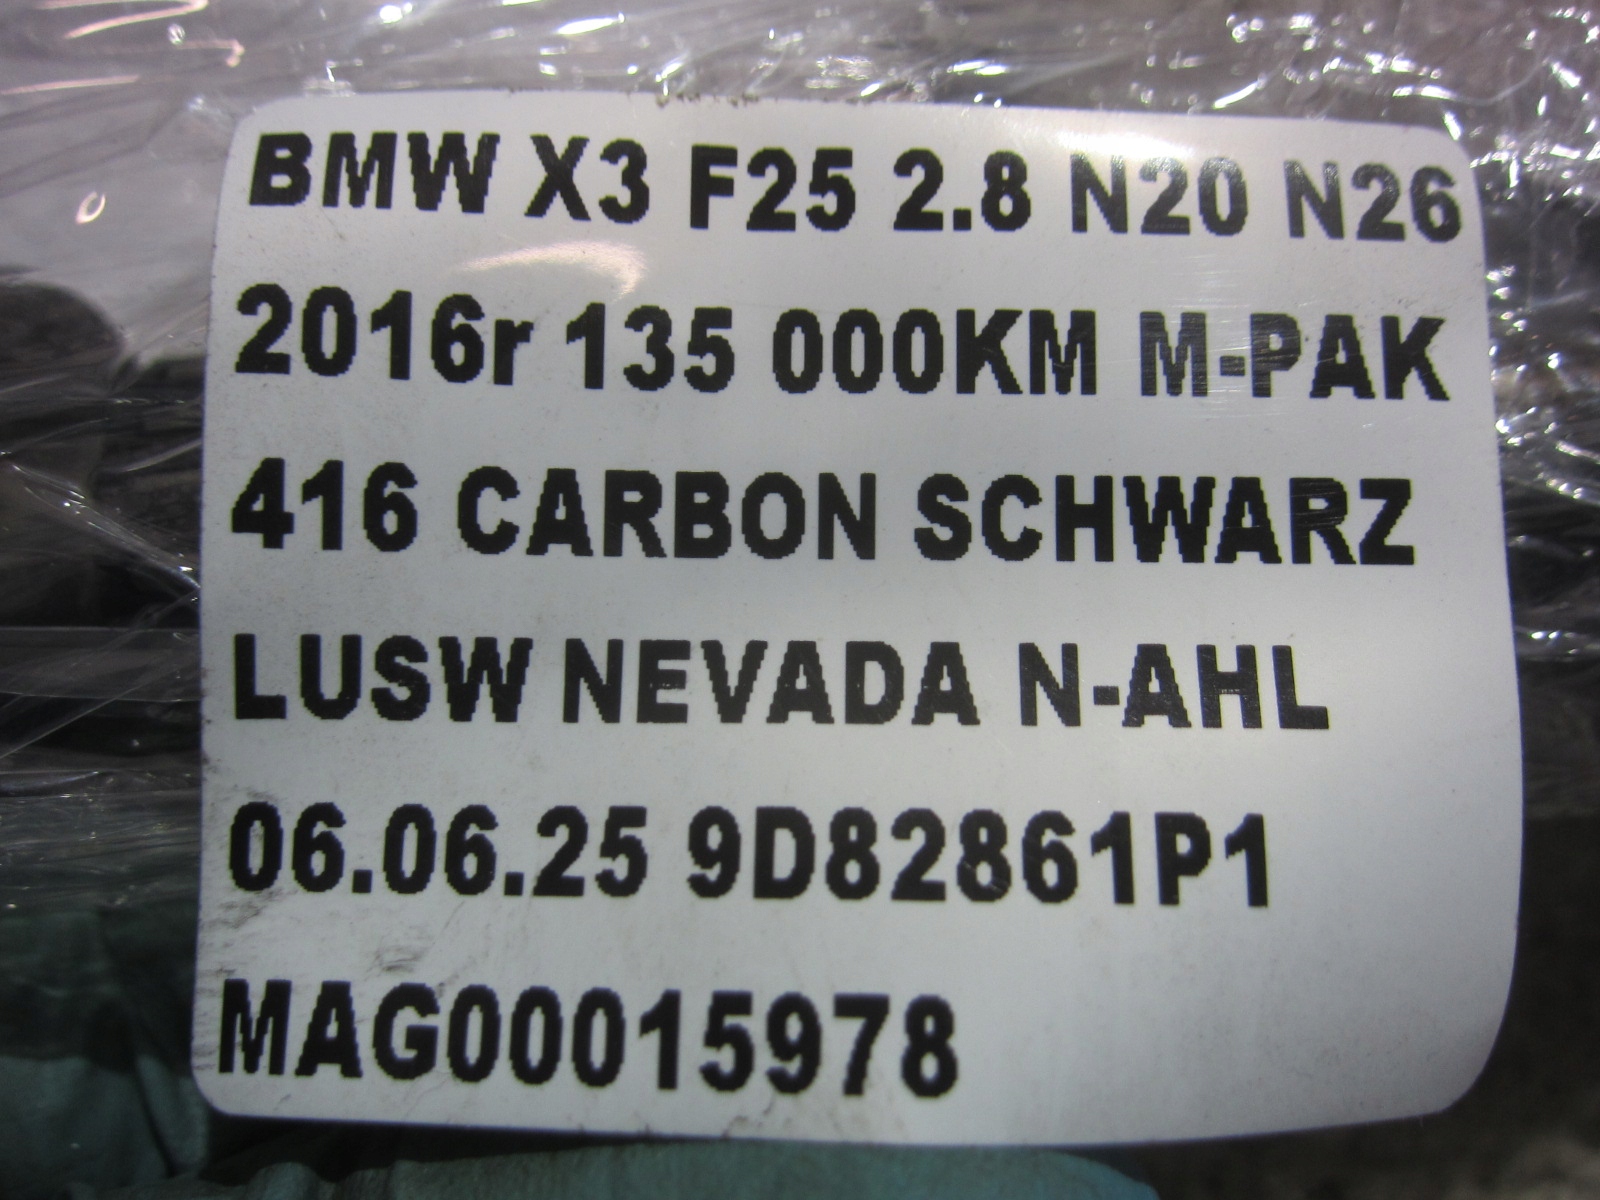 BMW X3 F25 2.8 N20 N26
2016r 135 000KM M-PAK
416 CARBON SCHWARZ
LUSW NEVADA N-AHL
06.06.25 9D82861P1
MAG00015978